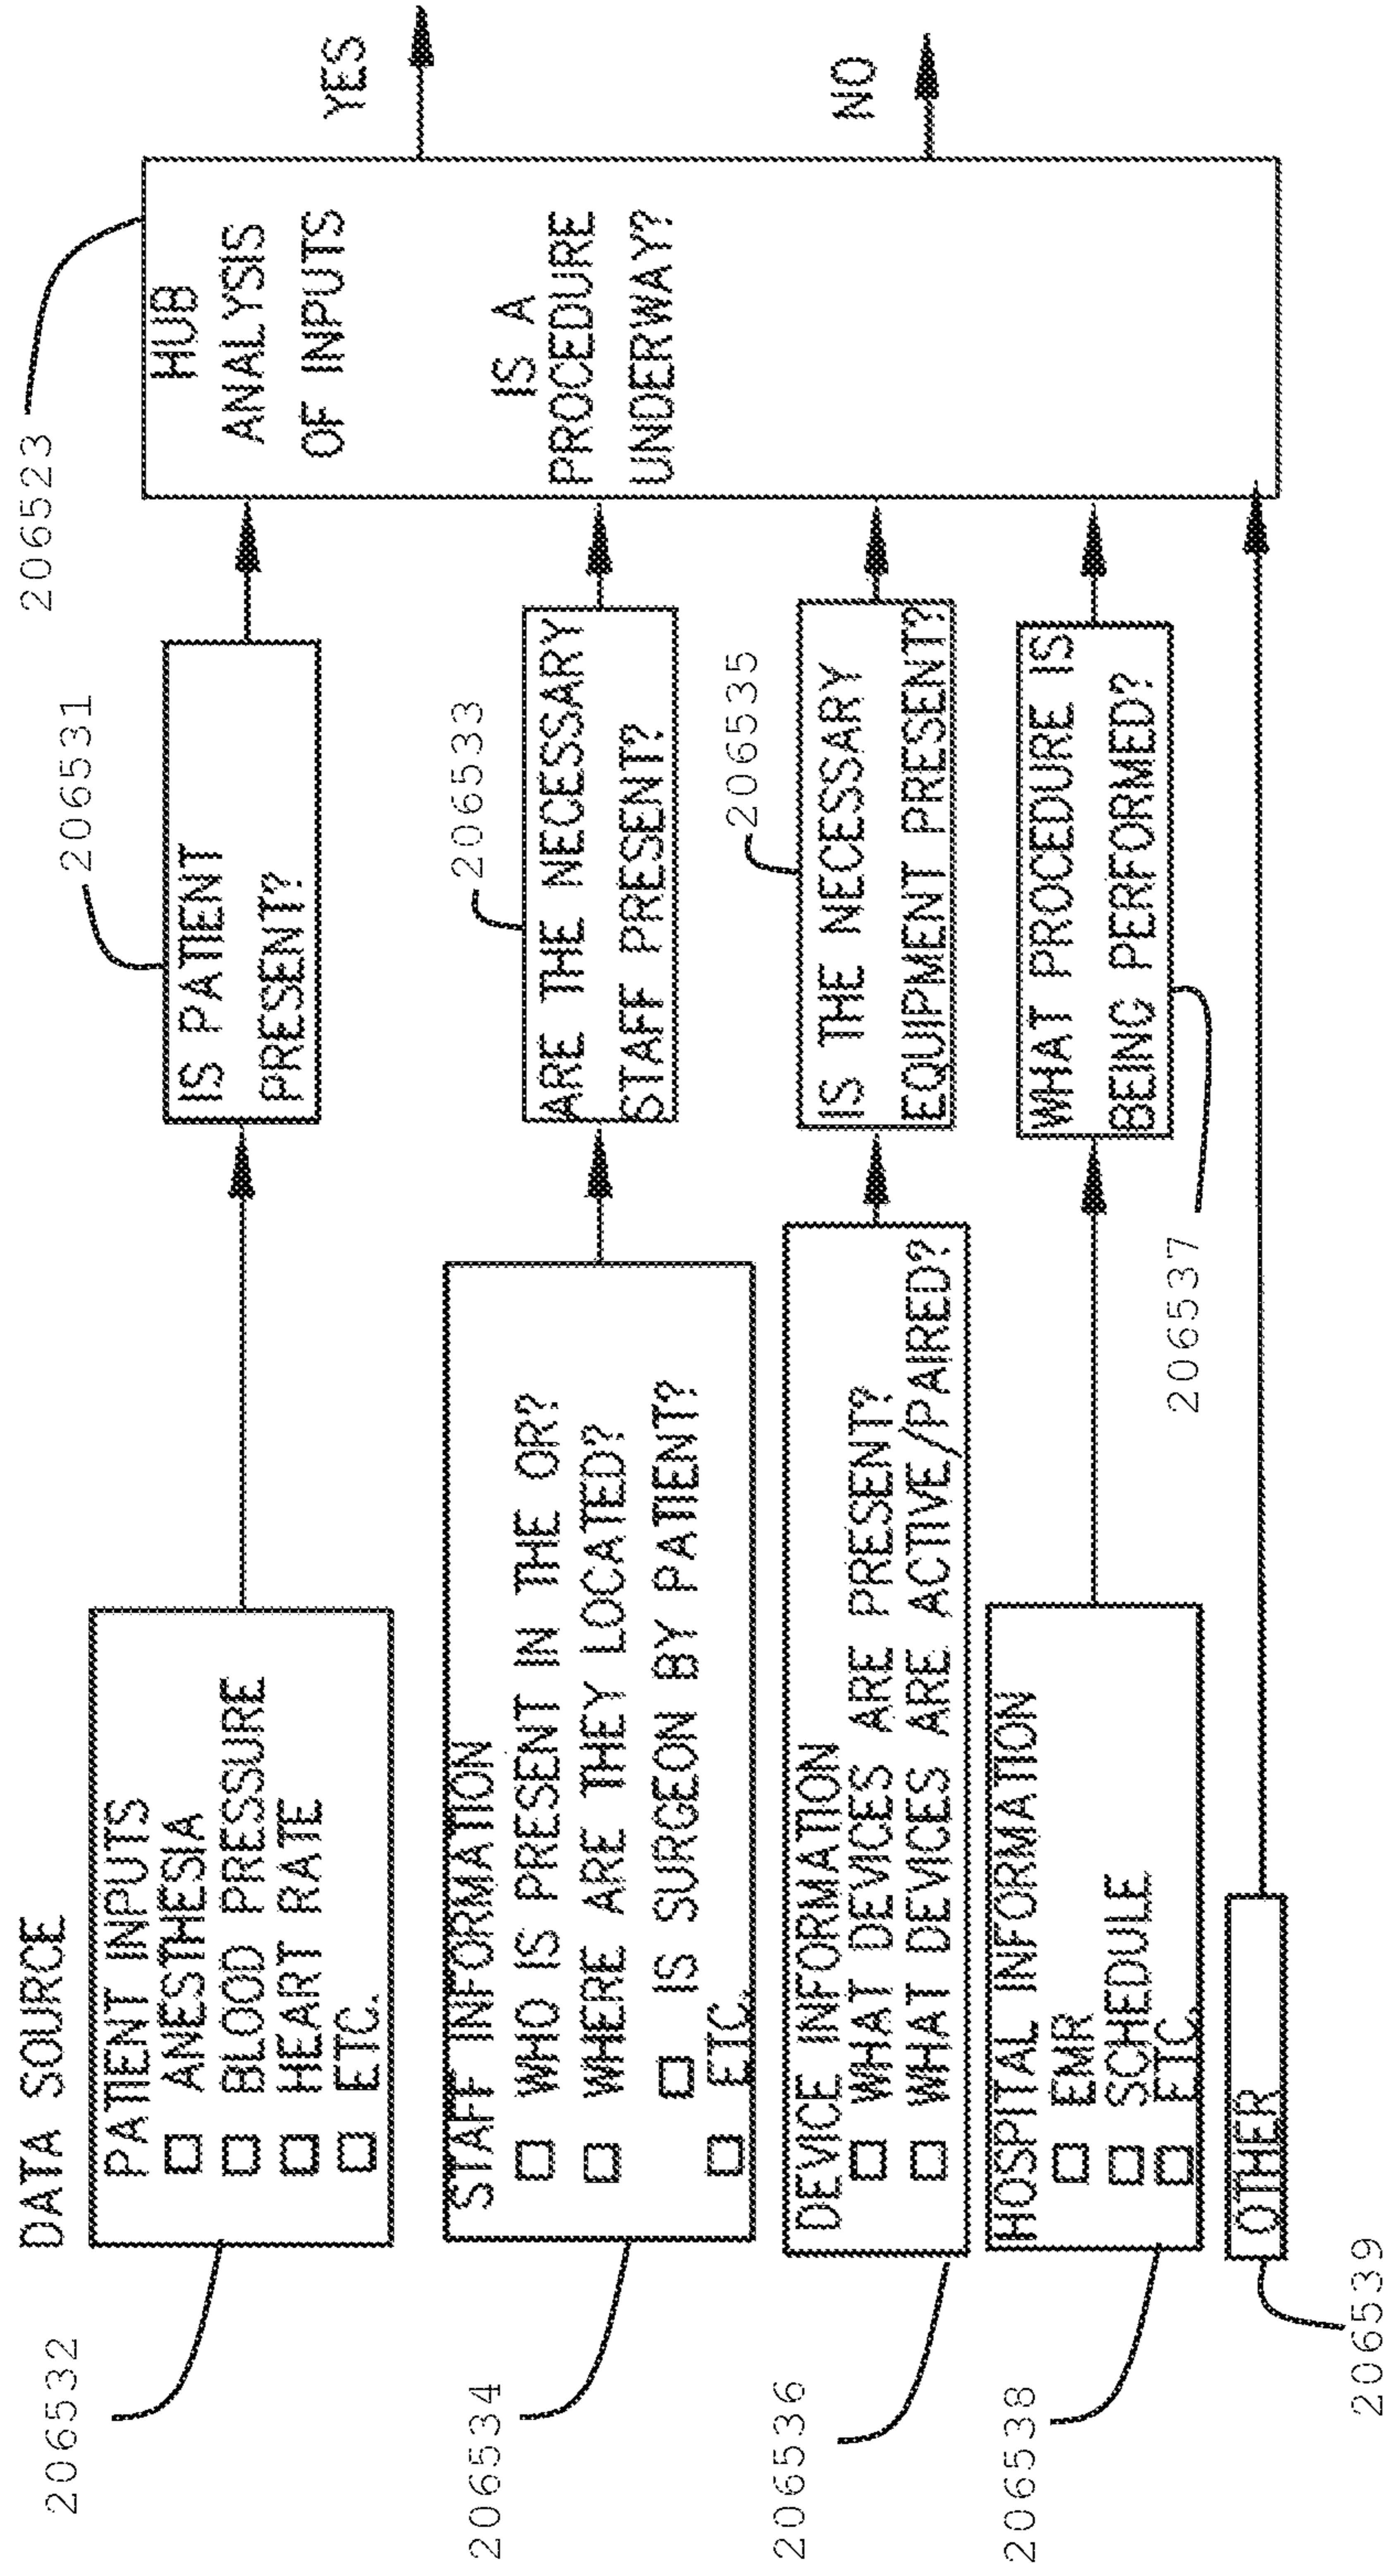 DATA SOURCE
206532
PATIENT INPUTS
ANESTHESIA
BLOOD PRESSURE
HEART RATE
ETC.
206531
IS PATIENT
PRESENT?
206534
STAFF INFORMATION
WHO IS PRESENT IN THE OR?
WHERE ARE THEY LOCATED?
IS SURGEON BY PATIENT?
ETC.
206533
ARE THE NECESSARY
STAFF PRESENT?
206536
DEVICE INFORMATION
WHAT DEVICES ARE PRESENT?
WHAT DEVICES ARE ACTIVE/PAIRED?
206535
IS THE NECESSARY
EQUIPMENT PRESENT?
206538
HOSPITAL INFORMATION
EMR
SCHEDULE
ETC
206537
WHAT PROCEDURE IS
BEING PERFORMED?
206539
OTHER
206523
HUB
ANALYSIS
OF INPUTS
IS A
PROCEDURE
UNDERWAY?
YES
NO